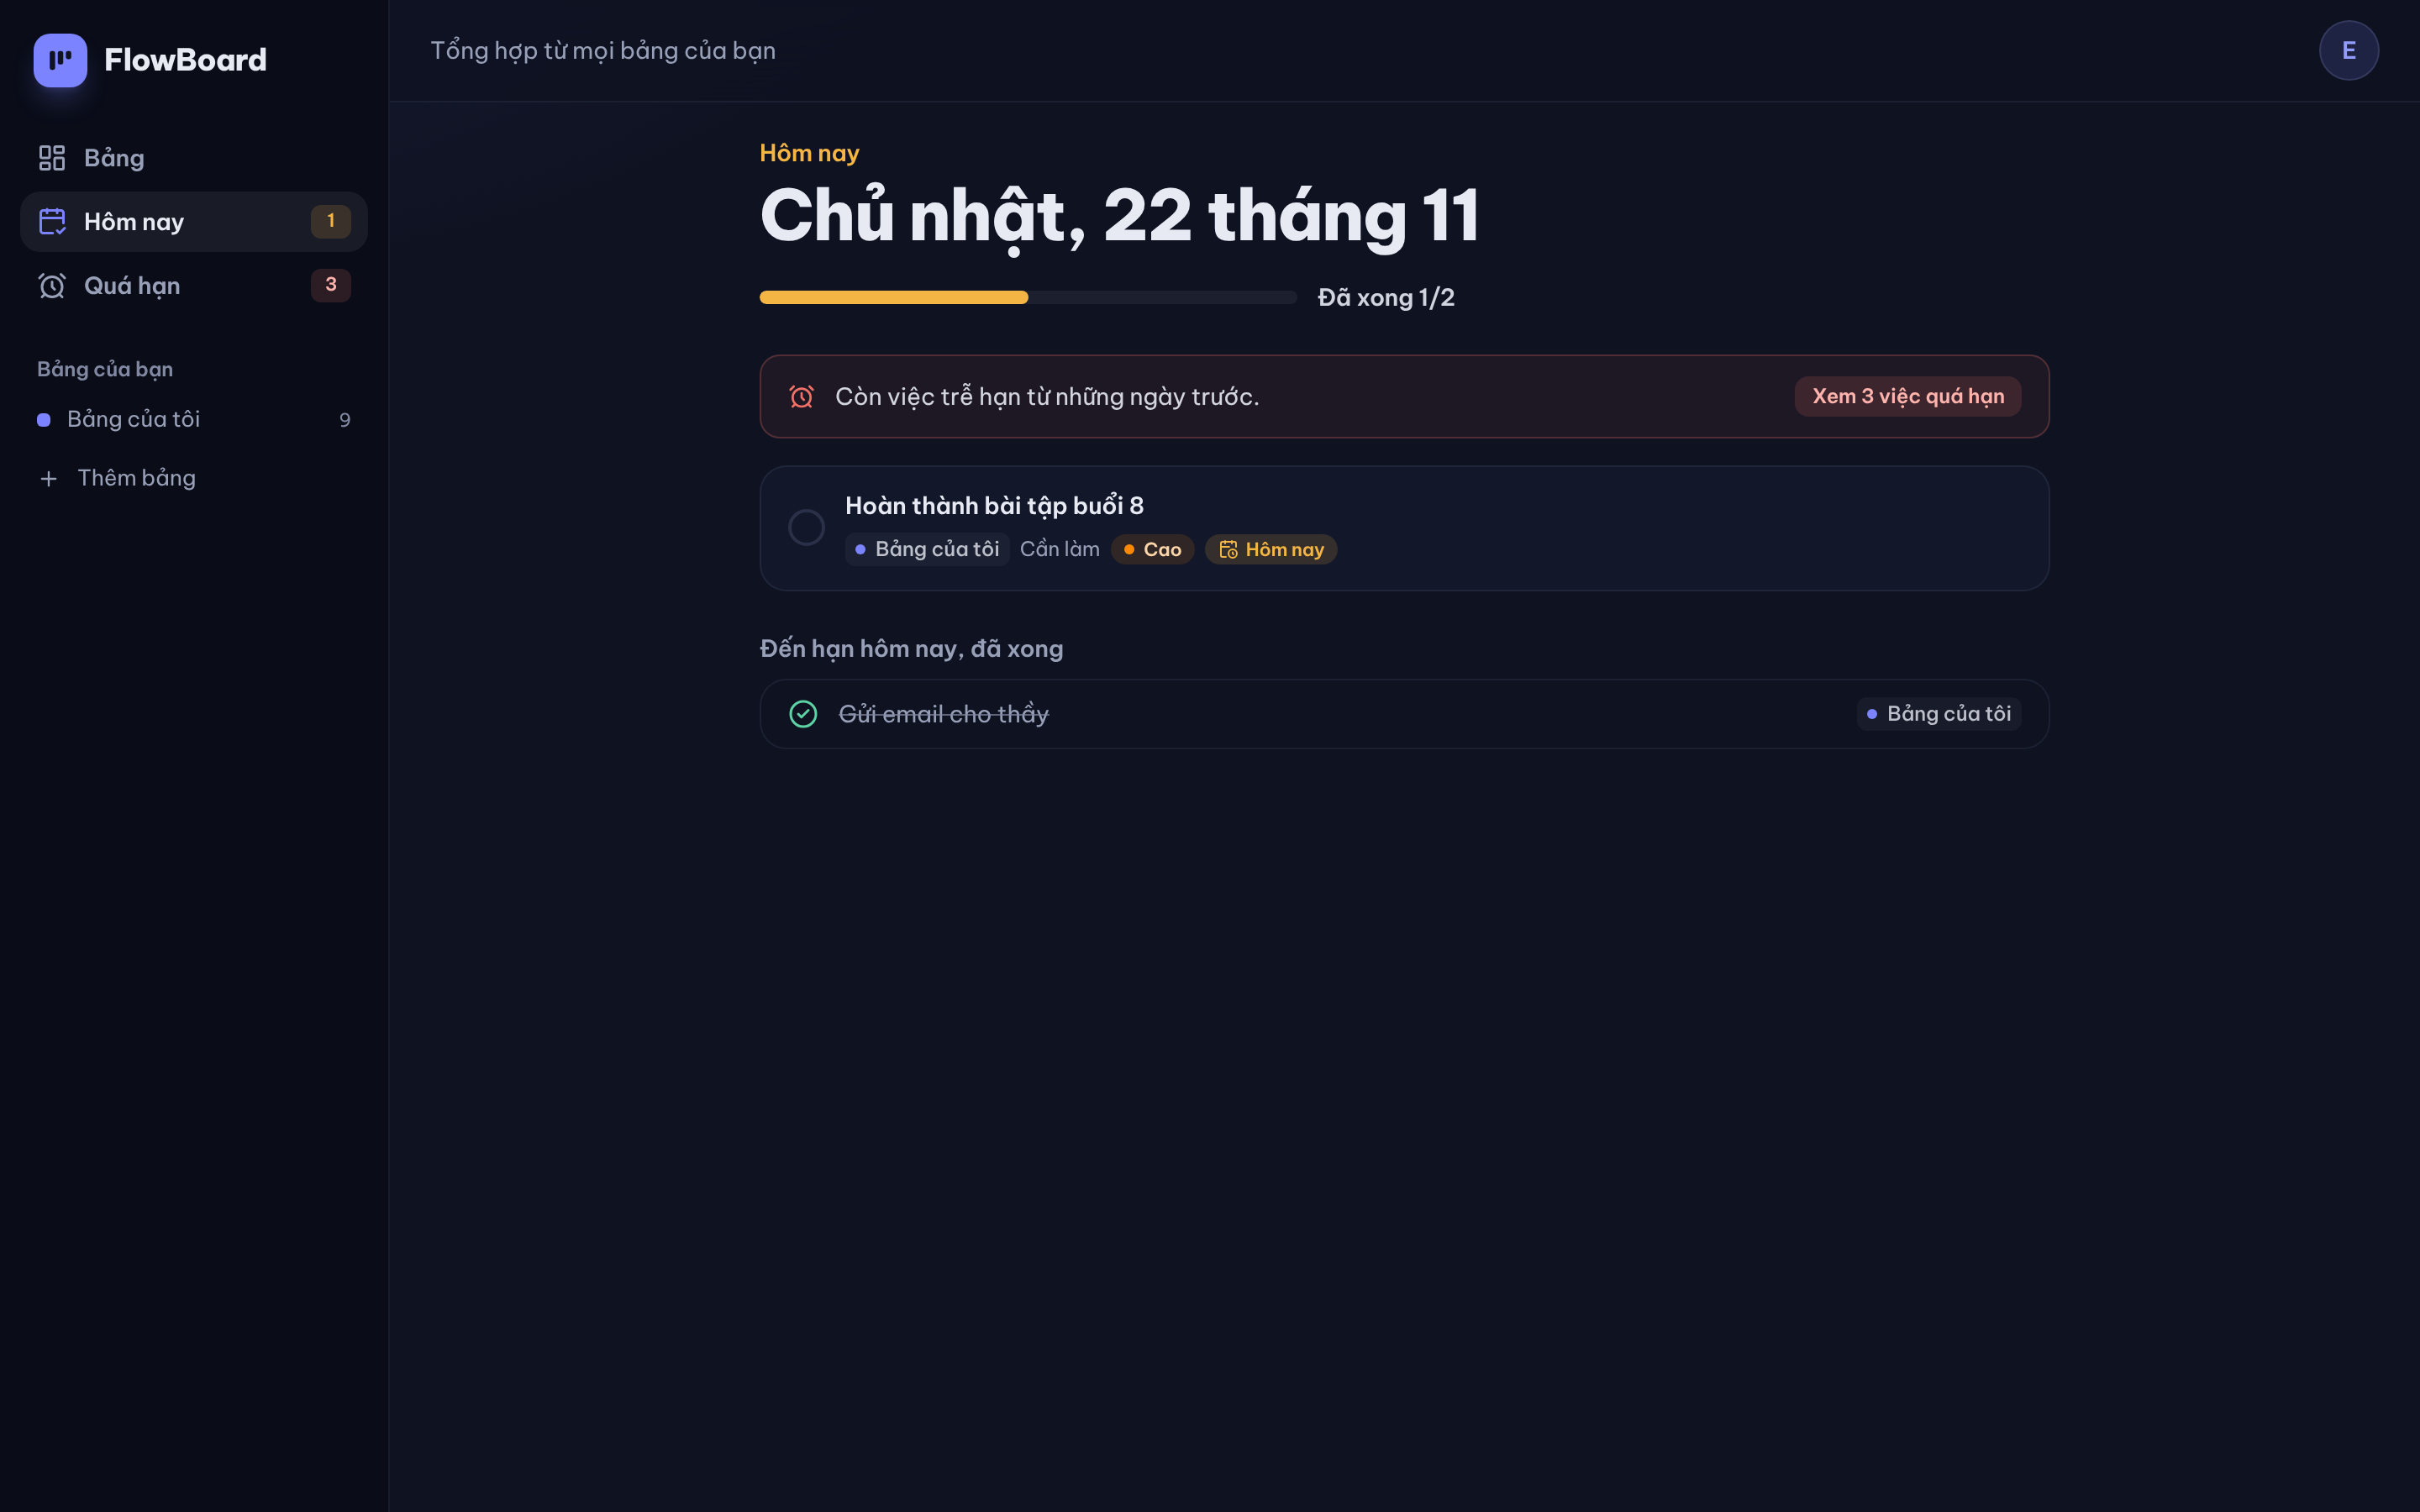 FlowBoard
Bảng
Hôm nay 1
Quá hạn 3
Bảng của bạn
Bảng của tôi 9
Thêm bảng
Tổng hợp từ mọi bảng của bạn
E
Hôm nay
Chủ nhật, 22 tháng 11
Đã xong 1/2
Còn việc trễ hạn từ những ngày trước.
Xem 3 việc quá hạn
Hoàn thành bài tập buổi 8
Bảng của tôi Cần làm Cao Hôm nay
Đến hạn hôm nay, đã xong
Gửi email cho thầy
Bảng của tôi